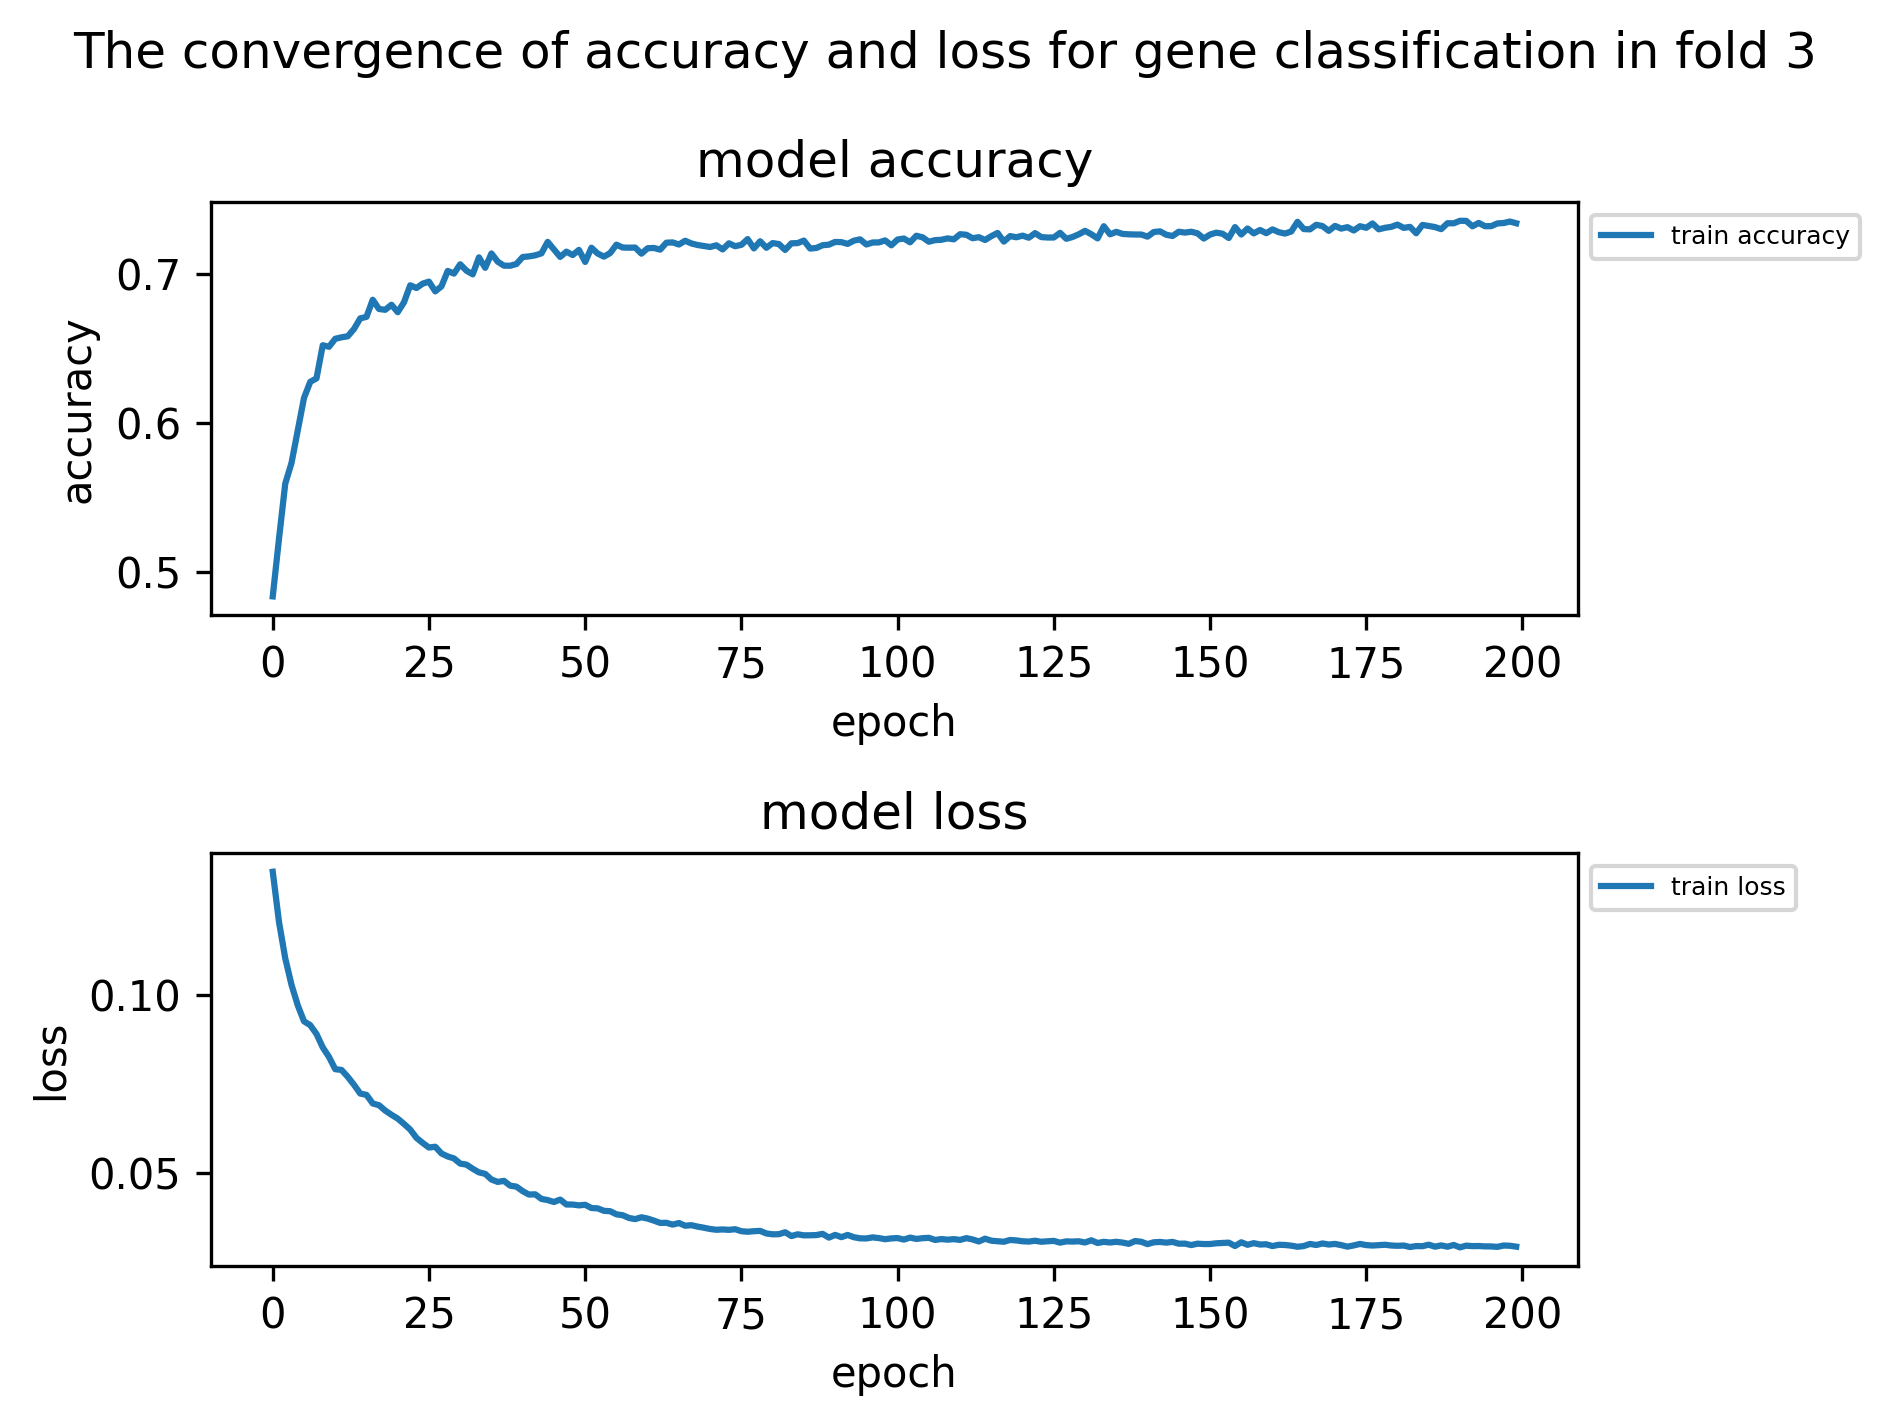 The convergence of accuracy and loss for gene classification in fold 3
model accuracy
train accuracy
0.7
0.6
0.5
accuracy
0 25 50 75 100 125 150 175 200
epoch
model loss
train loss
0.10
0.05
loss
0 25 50 75 100 125 150 175 200
epoch